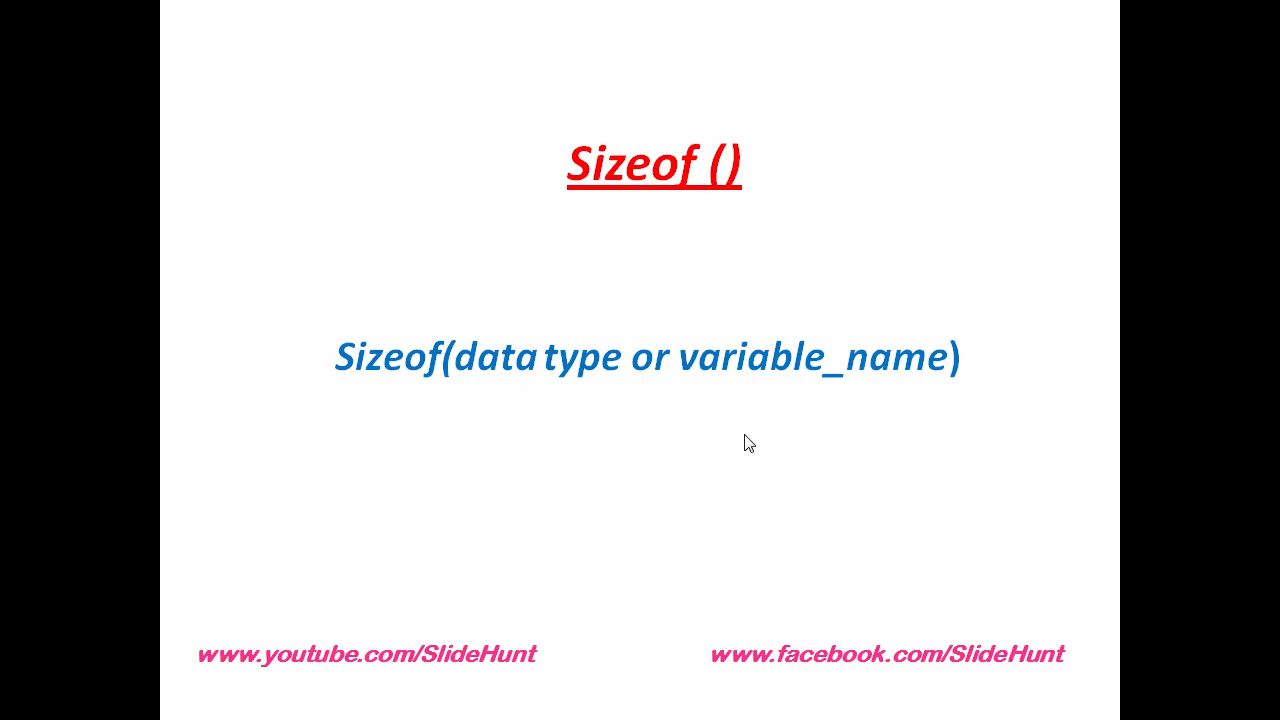 Sizeof ()
Sizeof(data type or variable_name)
www.youtube.com/SlideHunt
www.facebook.com/SlideHunt